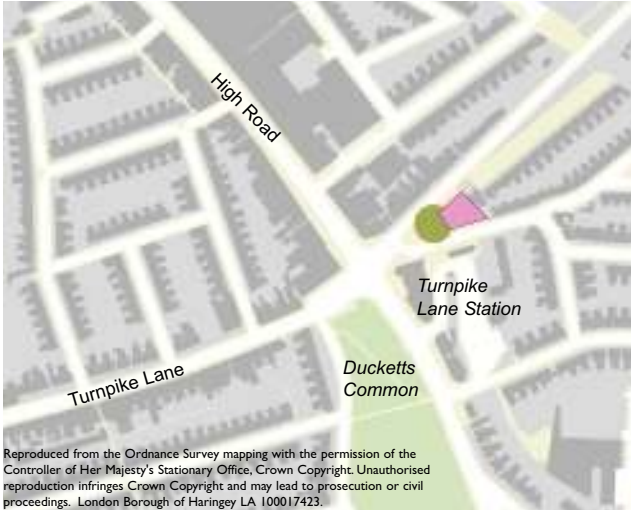 High Road
Turnpike
Lane Station
Ducketts
Common
Turnpike Lane
Reproduced from the Ordnance Survey mapping with the permission of the
Controller of Her Majesty's Stationary Office, Crown Copyright. Unauthorised
reproduction infringes Crown Copyright and may lead to prosecution or civil
proceedings. London Borough of Haringey LA 100017423.